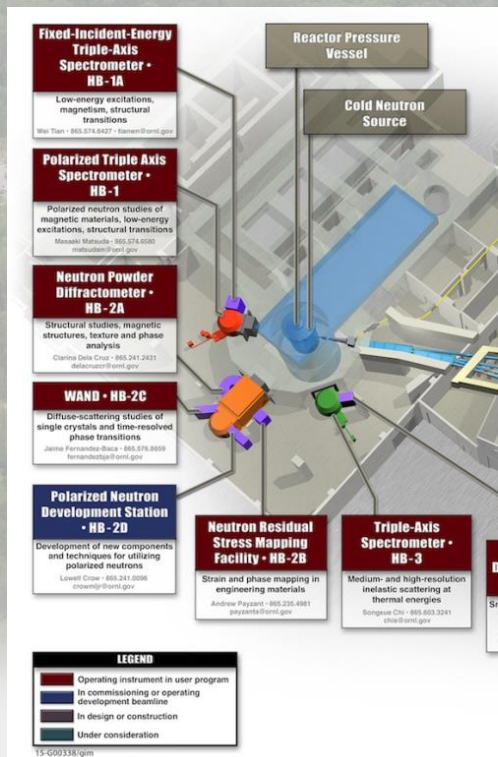 Fixed-Incident-Energy
Triple-Axis
Spectrometer •
HB-1A
Low-energy excitations,
magnetism, structural
transitions
Wei Tian • 865.574.6427 • tianwn@ornl.gov
Polarized Triple Axis
Spectrometer •
HB-1
Polarized neutron studies of
magnetic materials, low-energy
excitations, structural transitions
Masaaki Matsuda • 865.574.6580
matsudam@ornl.gov
Neutron Powder
Diffractometer •
HB-2A
Structural studies, magnetic
structures, texture and phase
analysis
Clarina Dela Cruz • 865.241.2431
delacruzcr@ornl.gov
WAND • HB-2C
Diffuse-scattering studies of
single crystals and time-resolved
phase transitions
Jaime Fernandez-Baca • 865.576.8659
fernandezbja@ornl.gov
Polarized Neutron
Development Station
• HB-2D
Development of new components
and techniques for utilizing
polarized neutrons
Lowell Crow • 865.241.0096
crowmljr@ornl.gov
Reactor Pressure
Vessel
Cold Neutron
Source
Neutron Residual
Stress Mapping
Facility • HB-2B
Strain and phase mapping in
engineering materials
Andrew Payzant • 865.235.4981
payzanta@ornl.gov
Triple-Axis
Spectrometer •
HB-3
Medium- and high-resolution
inelastic scattering at
thermal energies
Songxue Chi • 865.603.3241
chis@ornl.gov
D
LEGEND
Operating instrument in user program
In commissioning or operating
development beamline
In design or construction
Under consideration
15-G00338/gim